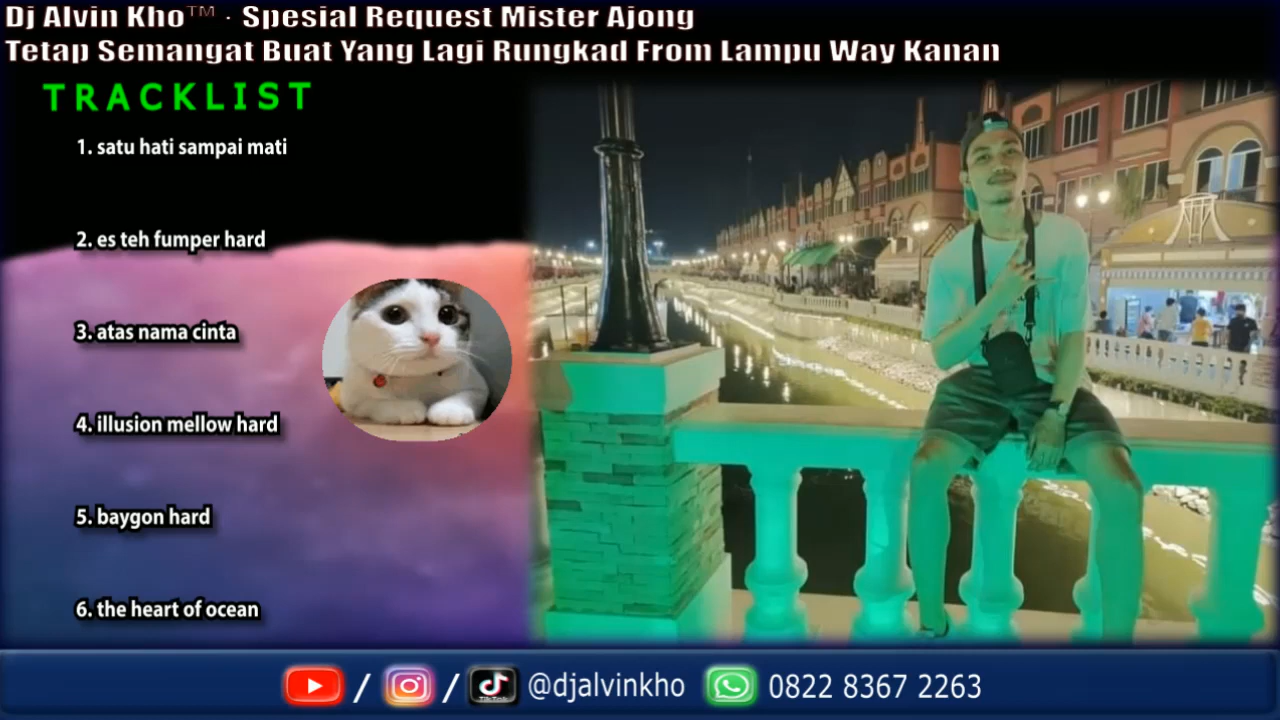 Dj Alvin Kho™ · Spesial Request Mister Ajong
Tetap Semangat Buat Yang Lagi Rungkad From Lampu Way Kanan
TRACKLIST
1. satu hati sampai mati
2. es teh fumper hard
3. atas nama cinta
4. illusion mellow hard
5. baygon hard
6. the heart of ocean
/ / TikTok @djalvinkho 0822 8367 2263